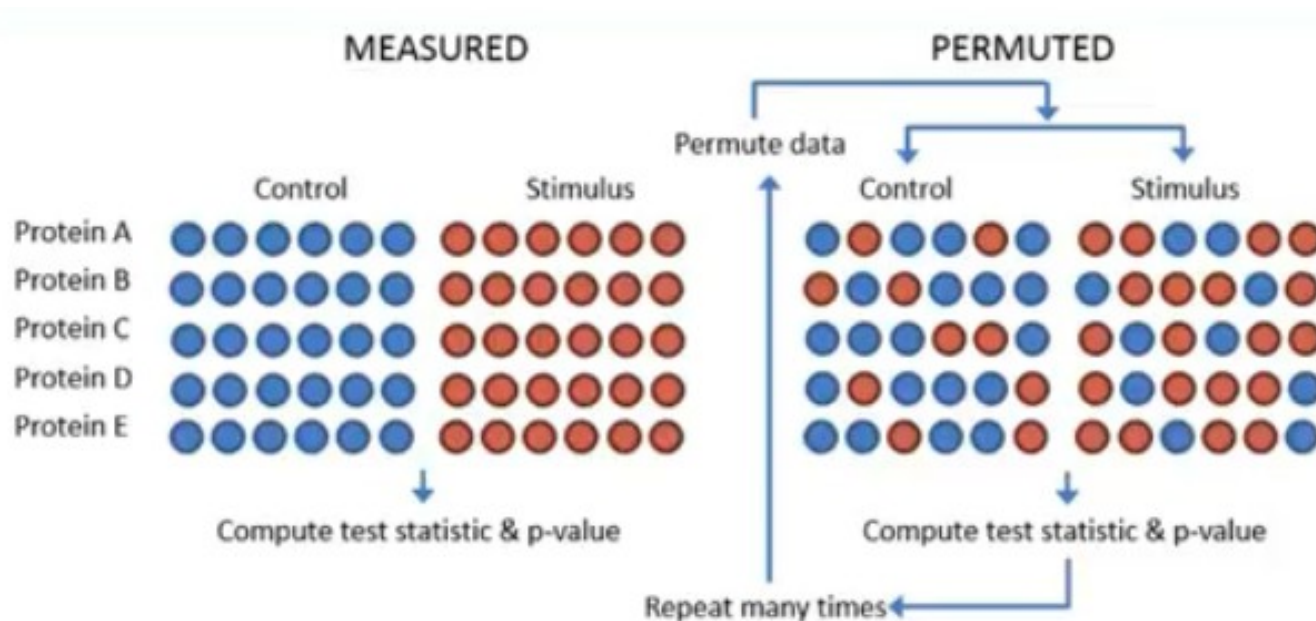 MEASURED
PERMUTED
Permute data
Control
Stimulus
Control
Stimulus
Protein A
Protein B
Protein C
Protein D
Protein E
Compute test statistic & p-value
Compute test statistic & p-value
Repeat many times